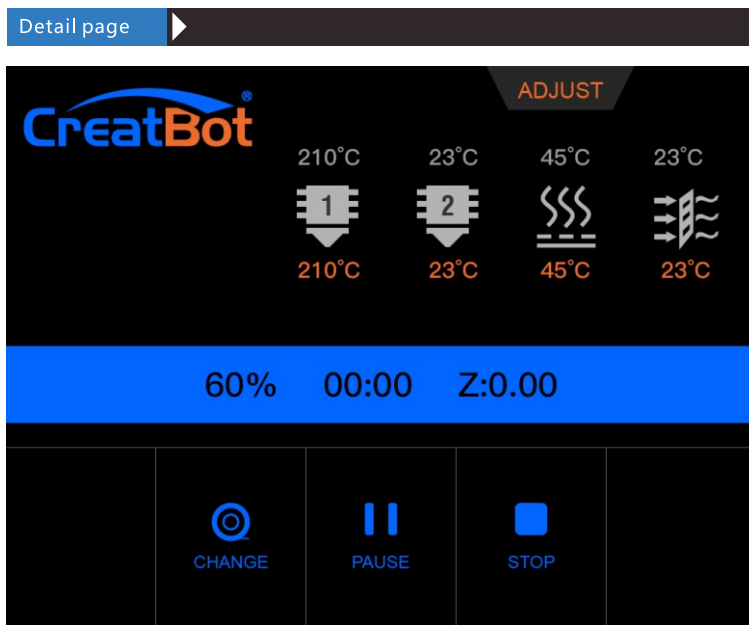 Detail page
ADJUST
CreatBot®
210°C 23°C 45°C 23°C
1 2
210°C 23°C 45°C 23°C
60% 00:00 Z:0.00
CHANGE PAUSE STOP